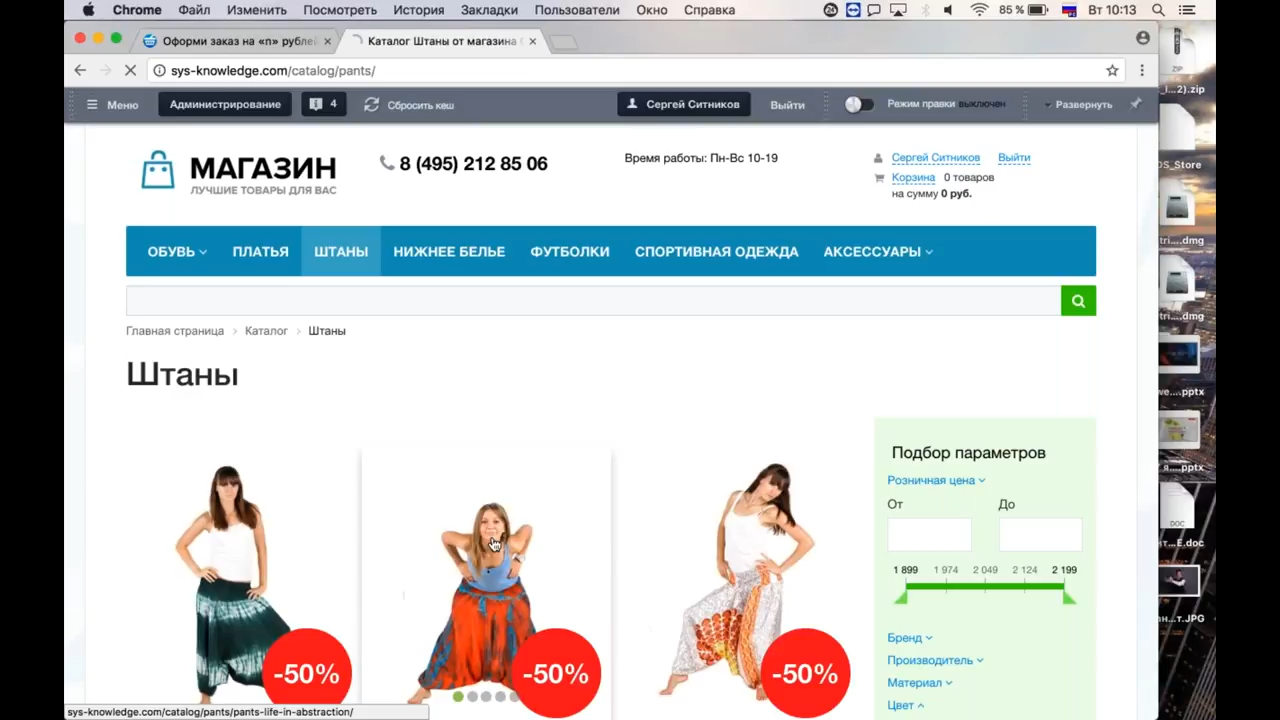 Chrome Файл Изменить Посмотреть История Закладки Пользователи Окно Справка 85 % Вт 10:13
Оформи заказ на «n» рублей Каталог Штаны от магазина
sys-knowledge.com/catalog/pants/
Меню Администрирование 4 Сбросить кеш Сергей Ситников Выйти Режим правки выключен Развернуть
МАГАЗИН
ЛУЧШИЕ ТОВАРЫ ДЛЯ ВАС
8 (495) 212 85 06
Время работы: Пн-Вс 10-19
Сергей Ситников Выйти
Корзина 0 товаров
на сумму 0 руб.
ОБУВЬ ПЛАТЬЯ ШТАНЫ НИЖНЕЕ БЕЛЬЕ ФУТБОЛКИ СПОРТИВНАЯ ОДЕЖДА АКСЕССУАРЫ
Главная страница Каталог Штаны
Штаны
-50% -50% -50%
Подбор параметров
Розничная цена
От До
1 899 1 974 2 049 2 124 2 199
Бренд
Производитель
Материал
Цвет
sys-knowledge.com/catalog/pants/pants-life-in-abstraction/
ZIP
2).zip
DS_Store
tri....dmg
tri....dmg
we....pptx
я....pptx
DOC
нт...E.doc
ан...т.JPG